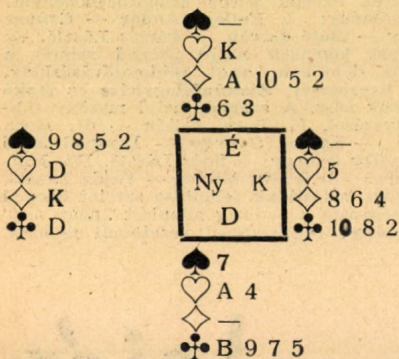 ♠ —
♡ K
♢ A 10 5 2
♣ 6 3
♠ 9 8 5 2
♡ D
♢ K
♣ D
É
Ny K
D
♠ —
♡ 5
♢ 8 6 4
♣ 10 8 2
♠ 7
♡ A 4
♢ —
♣ B 9 7 5